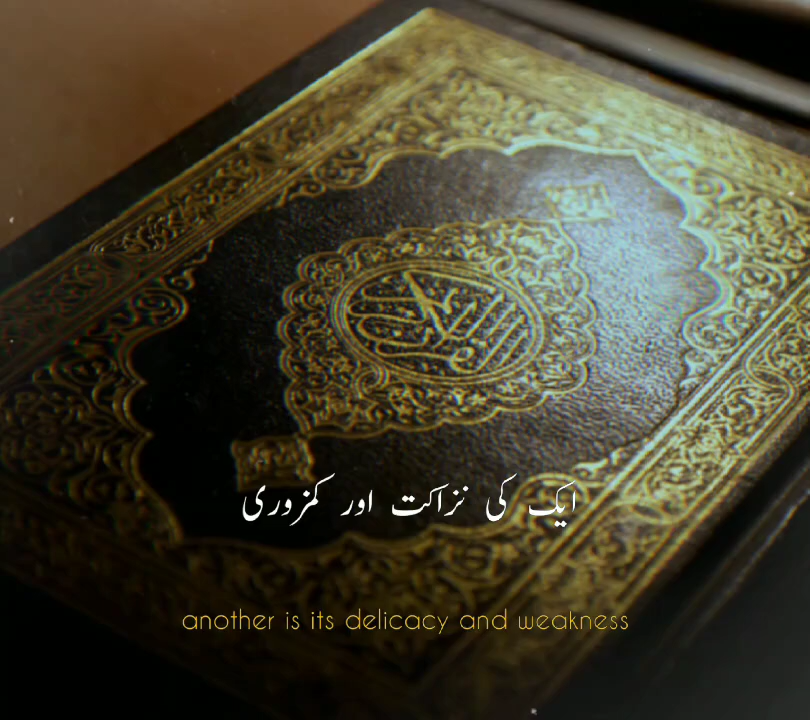 ایک کی نزاکت اور کمزوری
another is its delicacy and weakness